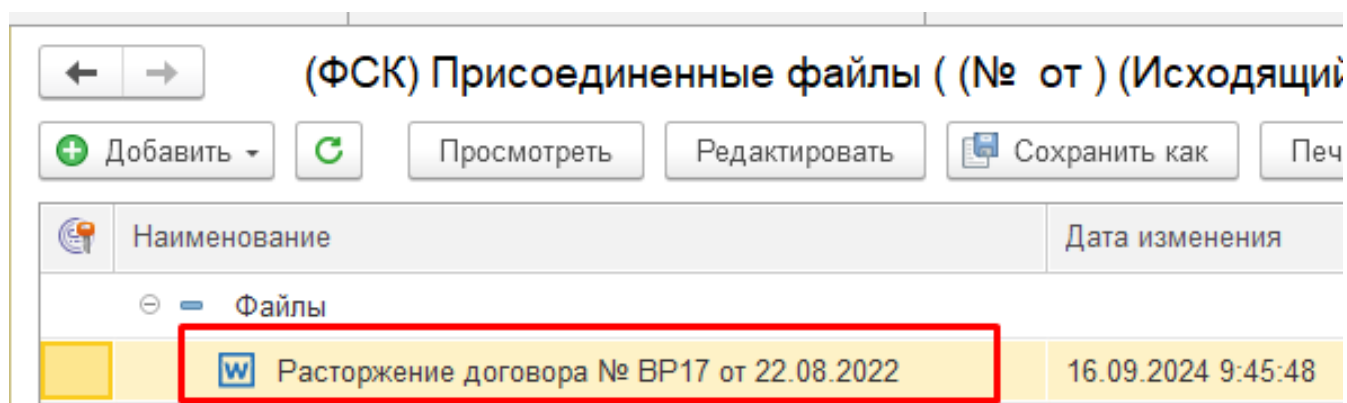 (ФСК) Присоединенные файлы ( (№ от ) (Исходящий
Добавить Просмотреть Редактировать Сохранить как Печ
Наименование Дата изменения
Файлы
Расторжение договора № ВР17 от 22.08.2022 16.09.2024 9:45:48